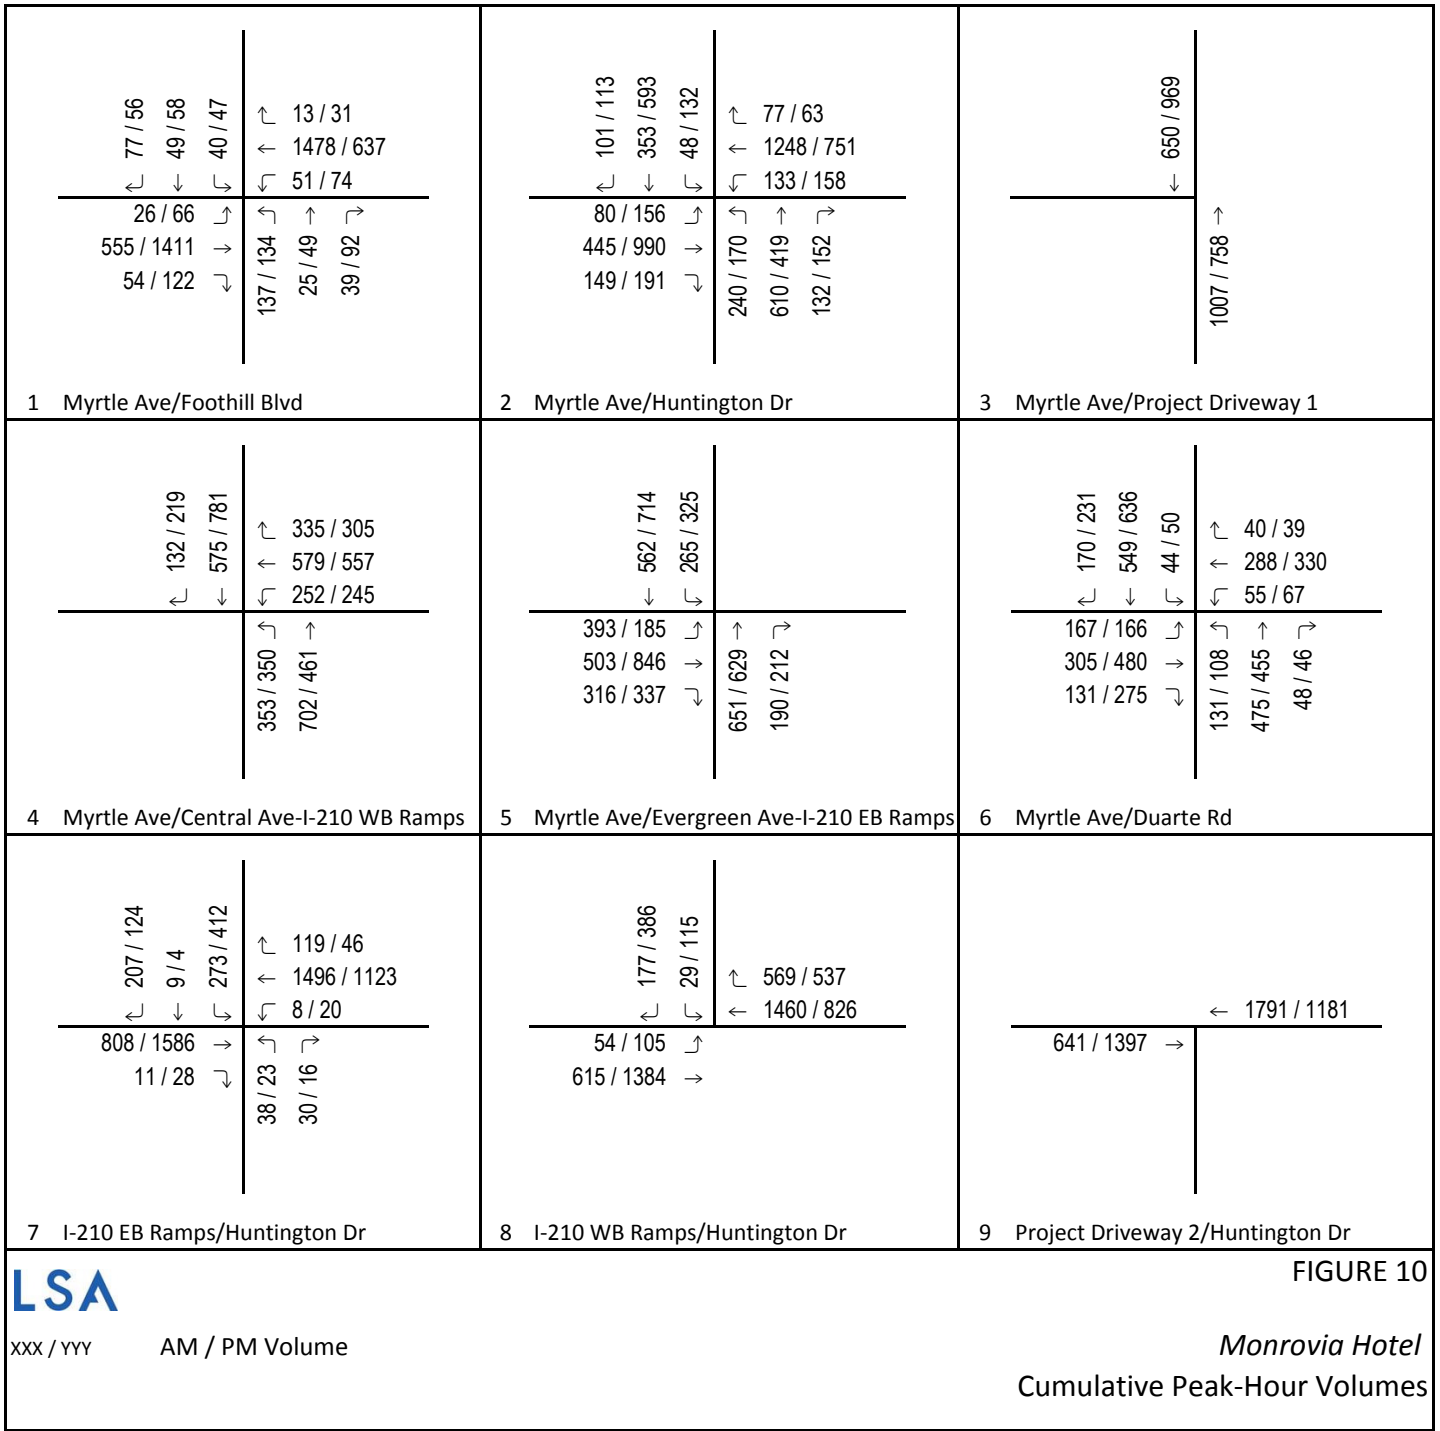 77 / 56
49 / 58
40 / 47
13 / 31
1478 / 637
51 / 74
26 / 66
555 / 1411
54 / 122
137 / 134
25 / 49
39 / 92
1 Myrtle Ave/Foothill Blvd
101 / 113
353 / 593
48 / 132
77 / 63
1248 / 751
133 / 158
80 / 156
445 / 990
149 / 191
240 / 170
610 / 419
132 / 152
2 Myrtle Ave/Huntington Dr
650 / 969
1007 / 758
3 Myrtle Ave/Project Driveway 1
132 / 219
575 / 781
335 / 305
579 / 557
252 / 245
353 / 350
702 / 461
4 Myrtle Ave/Central Ave-I-210 WB Ramps
562 / 714
265 / 325
393 / 185
503 / 846
316 / 337
651 / 629
190 / 212
5 Myrtle Ave/Evergreen Ave-I-210 EB Ramps
170 / 231
549 / 636
44 / 50
40 / 39
288 / 330
55 / 67
167 / 166
305 / 480
131 / 275
131 / 108
475 / 455
48 / 46
6 Myrtle Ave/Duarte Rd
207 / 124
9 / 4
273 / 412
119 / 46
1496 / 1123
8 / 20
808 / 1586
11 / 28
38 / 23
30 / 16
7 I-210 EB Ramps/Huntington Dr
177 / 386
29 / 115
569 / 537
1460 / 826
54 / 105
615 / 1384
8 I-210 WB Ramps/Huntington Dr
1791 / 1181
641 / 1397
9 Project Driveway 2/Huntington Dr
LSA
FIGURE 10
XXX / YYY AM / PM Volume
Monrovia Hotel
Cumulative Peak-Hour Volumes